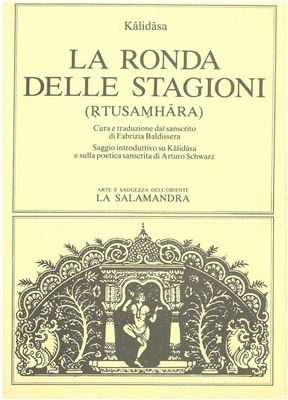 Kālidāsa
LA RONDA
DELLE STAGIONI
(ṚTUSAṂHĀRA)
Cura e traduzione dal sanscrito
di Fabrizia Baldissera
Saggio introduttivo su Kālidāsa
e sulla poetica sanscrita di Arturo Schwarz
ARTE E SAGGEZZA DELL'ORIENTE
LA SALAMANDRA